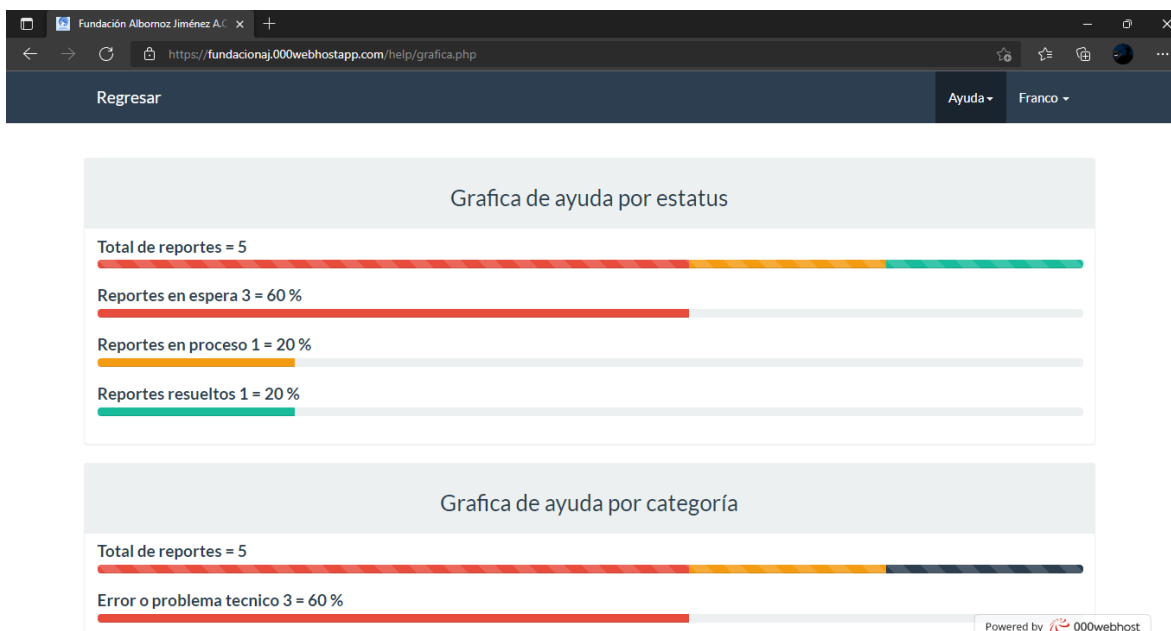 Fundación Albornoz Jiménez A.C
https://fundacionaj.000webhostapp.com/help/grafica.php
Regresar
Ayuda
Franco
Grafica de ayuda por estatus
Total de reportes = 5
Reportes en espera 3 = 60 %
Reportes en proceso 1 = 20 %
Reportes resueltos 1 = 20 %
Grafica de ayuda por categoría
Total de reportes = 5
Error o problema tecnico 3 = 60 %
Powered by 000webhost